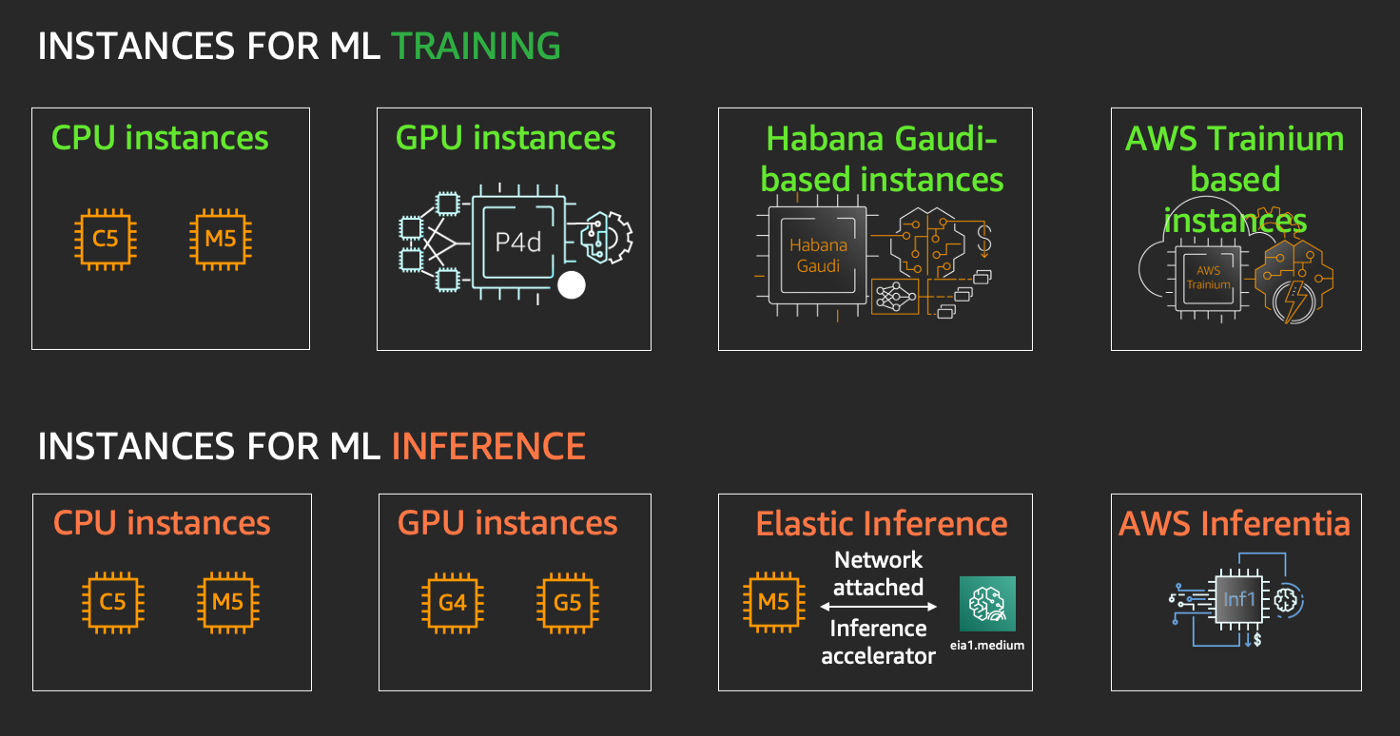 INSTANCES FOR ML TRAINING
CPU instances
C5
M5
GPU instances
P4d
Habana Gaudi-
based instances
Habana
Gaudi
$
AWS Trainium
based
instances
AWS
Trainium
INSTANCES FOR ML INFERENCE
CPU instances
C5
M5
GPU instances
G4
G5
Elastic Inference
M5
Network
attached
Inference
accelerator
eia1.medium
AWS Inferentia
Inf1
$